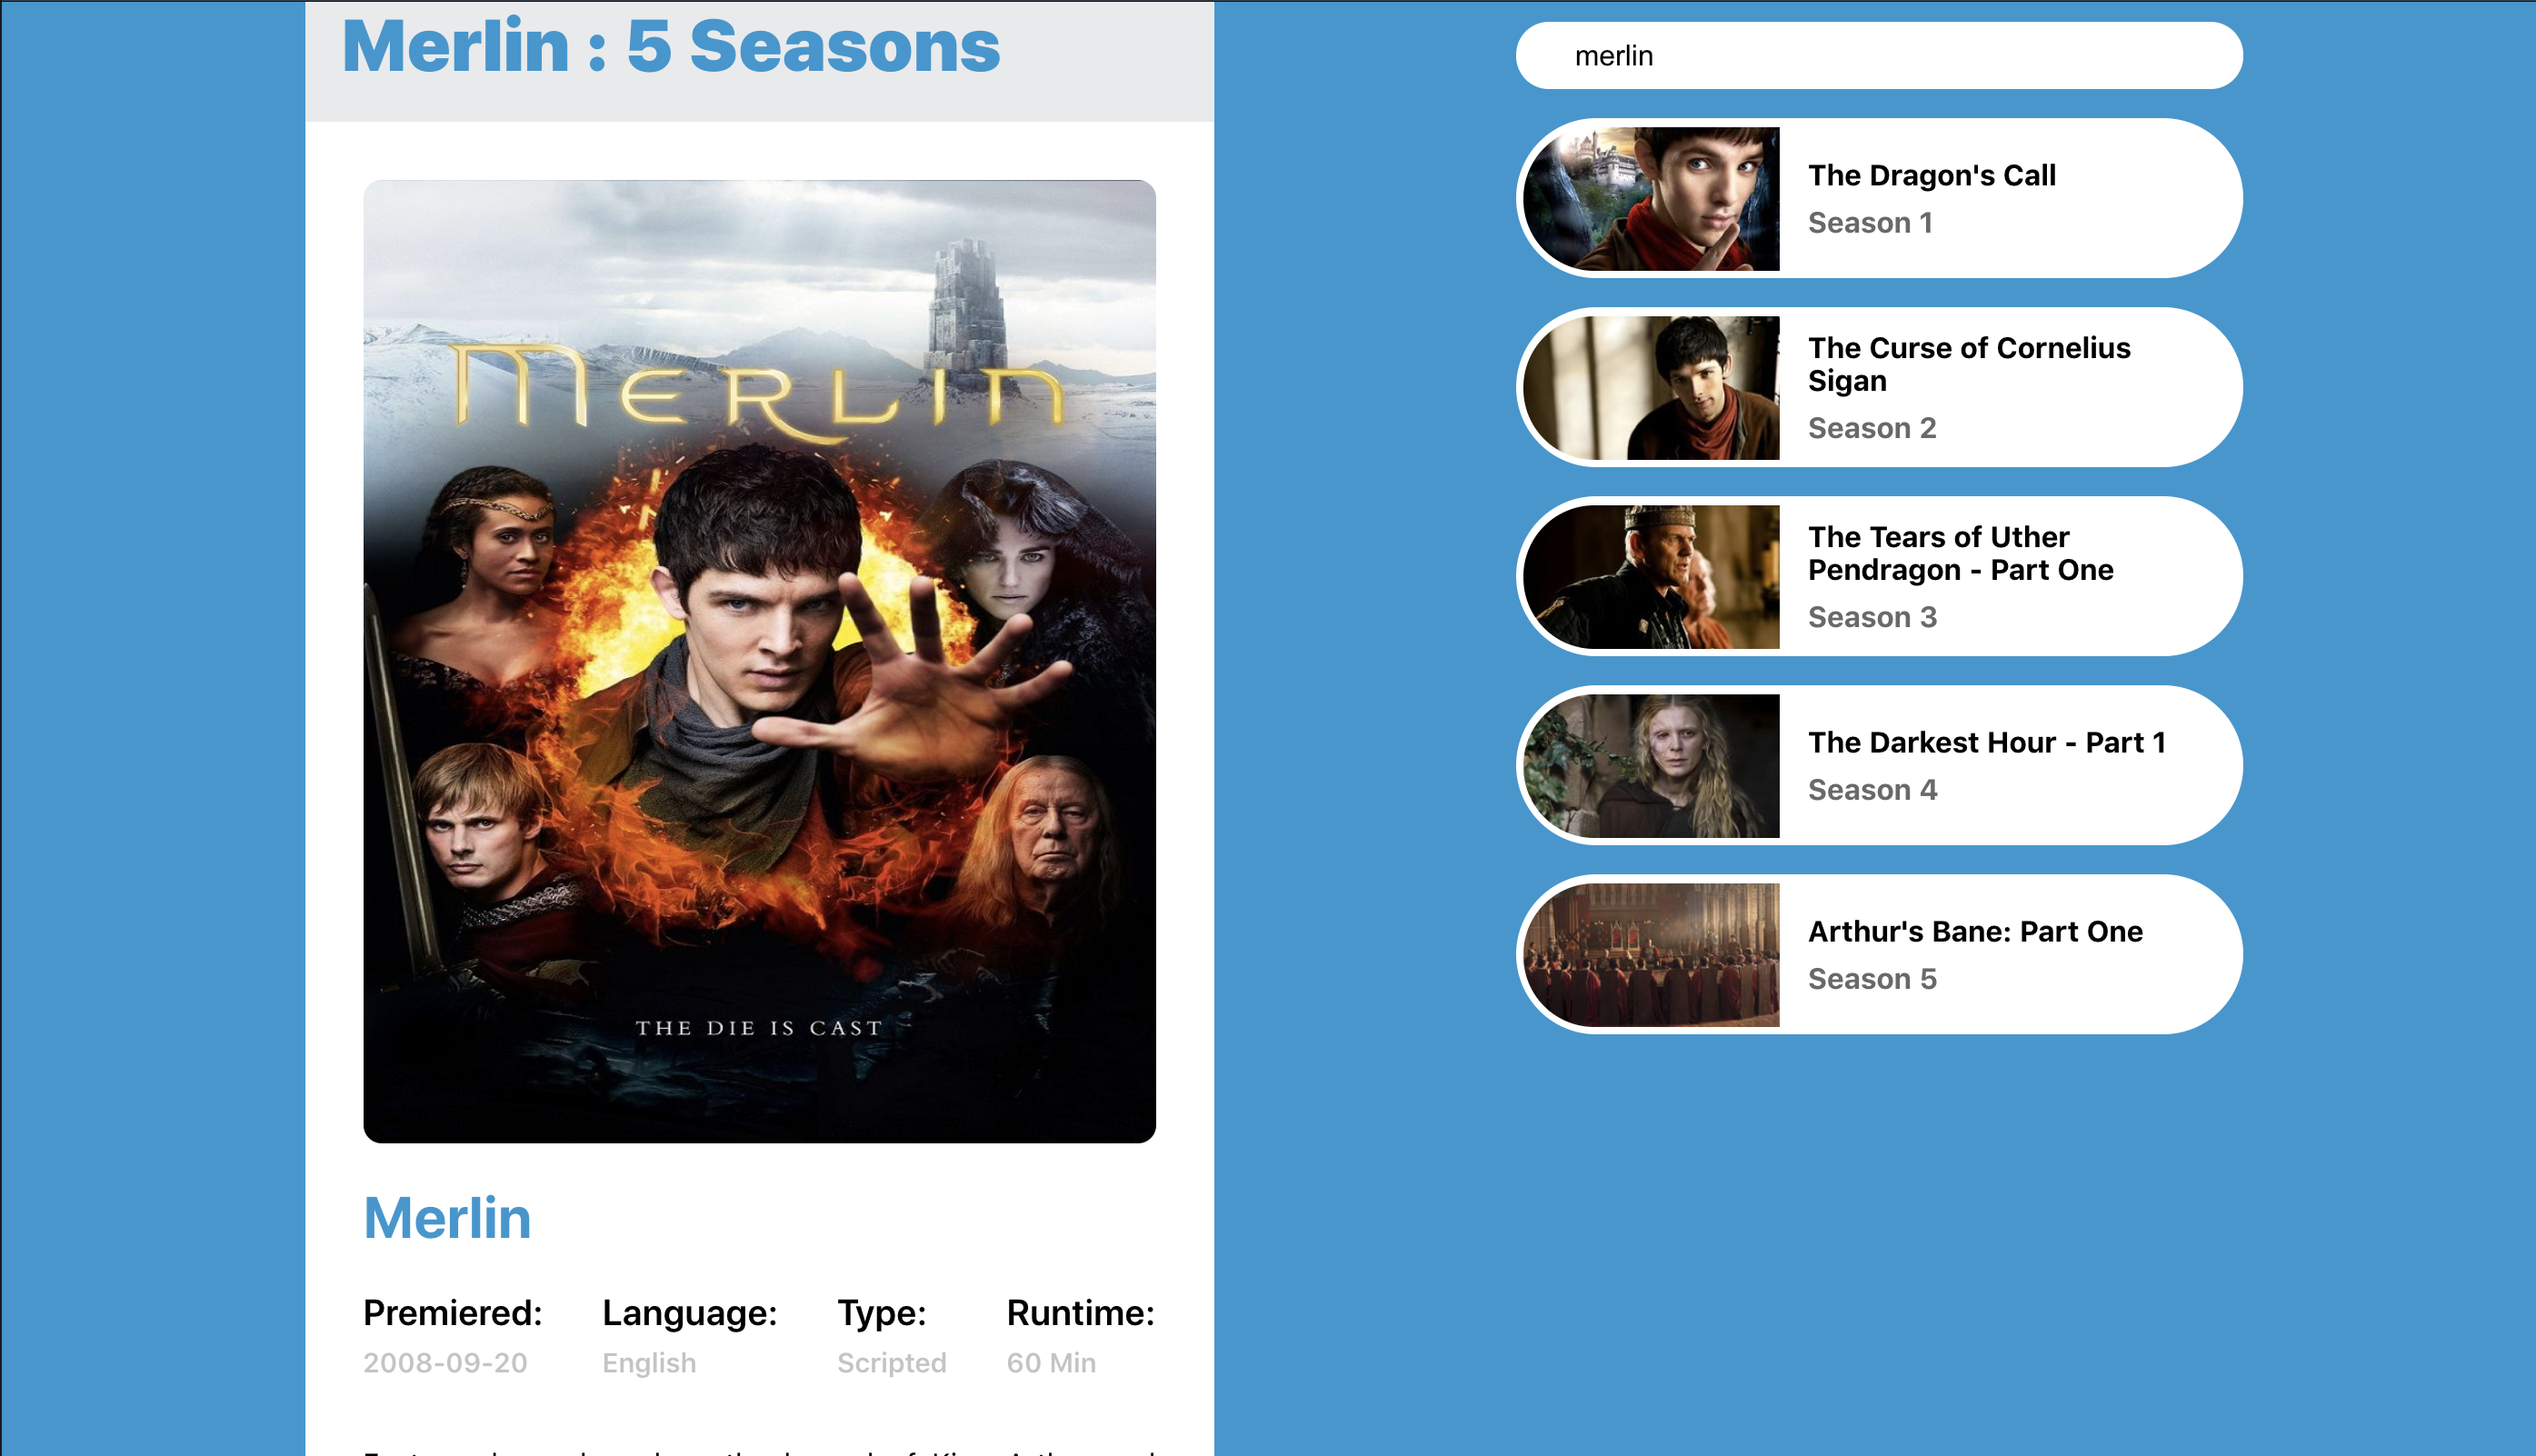 Merlin : 5 Seasons
MERLIN
THE DIE IS CAST
Merlin
Premiered: Language: Type: Runtime:
2008-09-20 English Scripted 60 Min
merlin
The Dragon's Call
Season 1
The Curse of Cornelius
Sigan
Season 2
The Tears of Uther
Pendragon - Part One
Season 3
The Darkest Hour - Part 1
Season 4
Arthur's Bane: Part One
Season 5